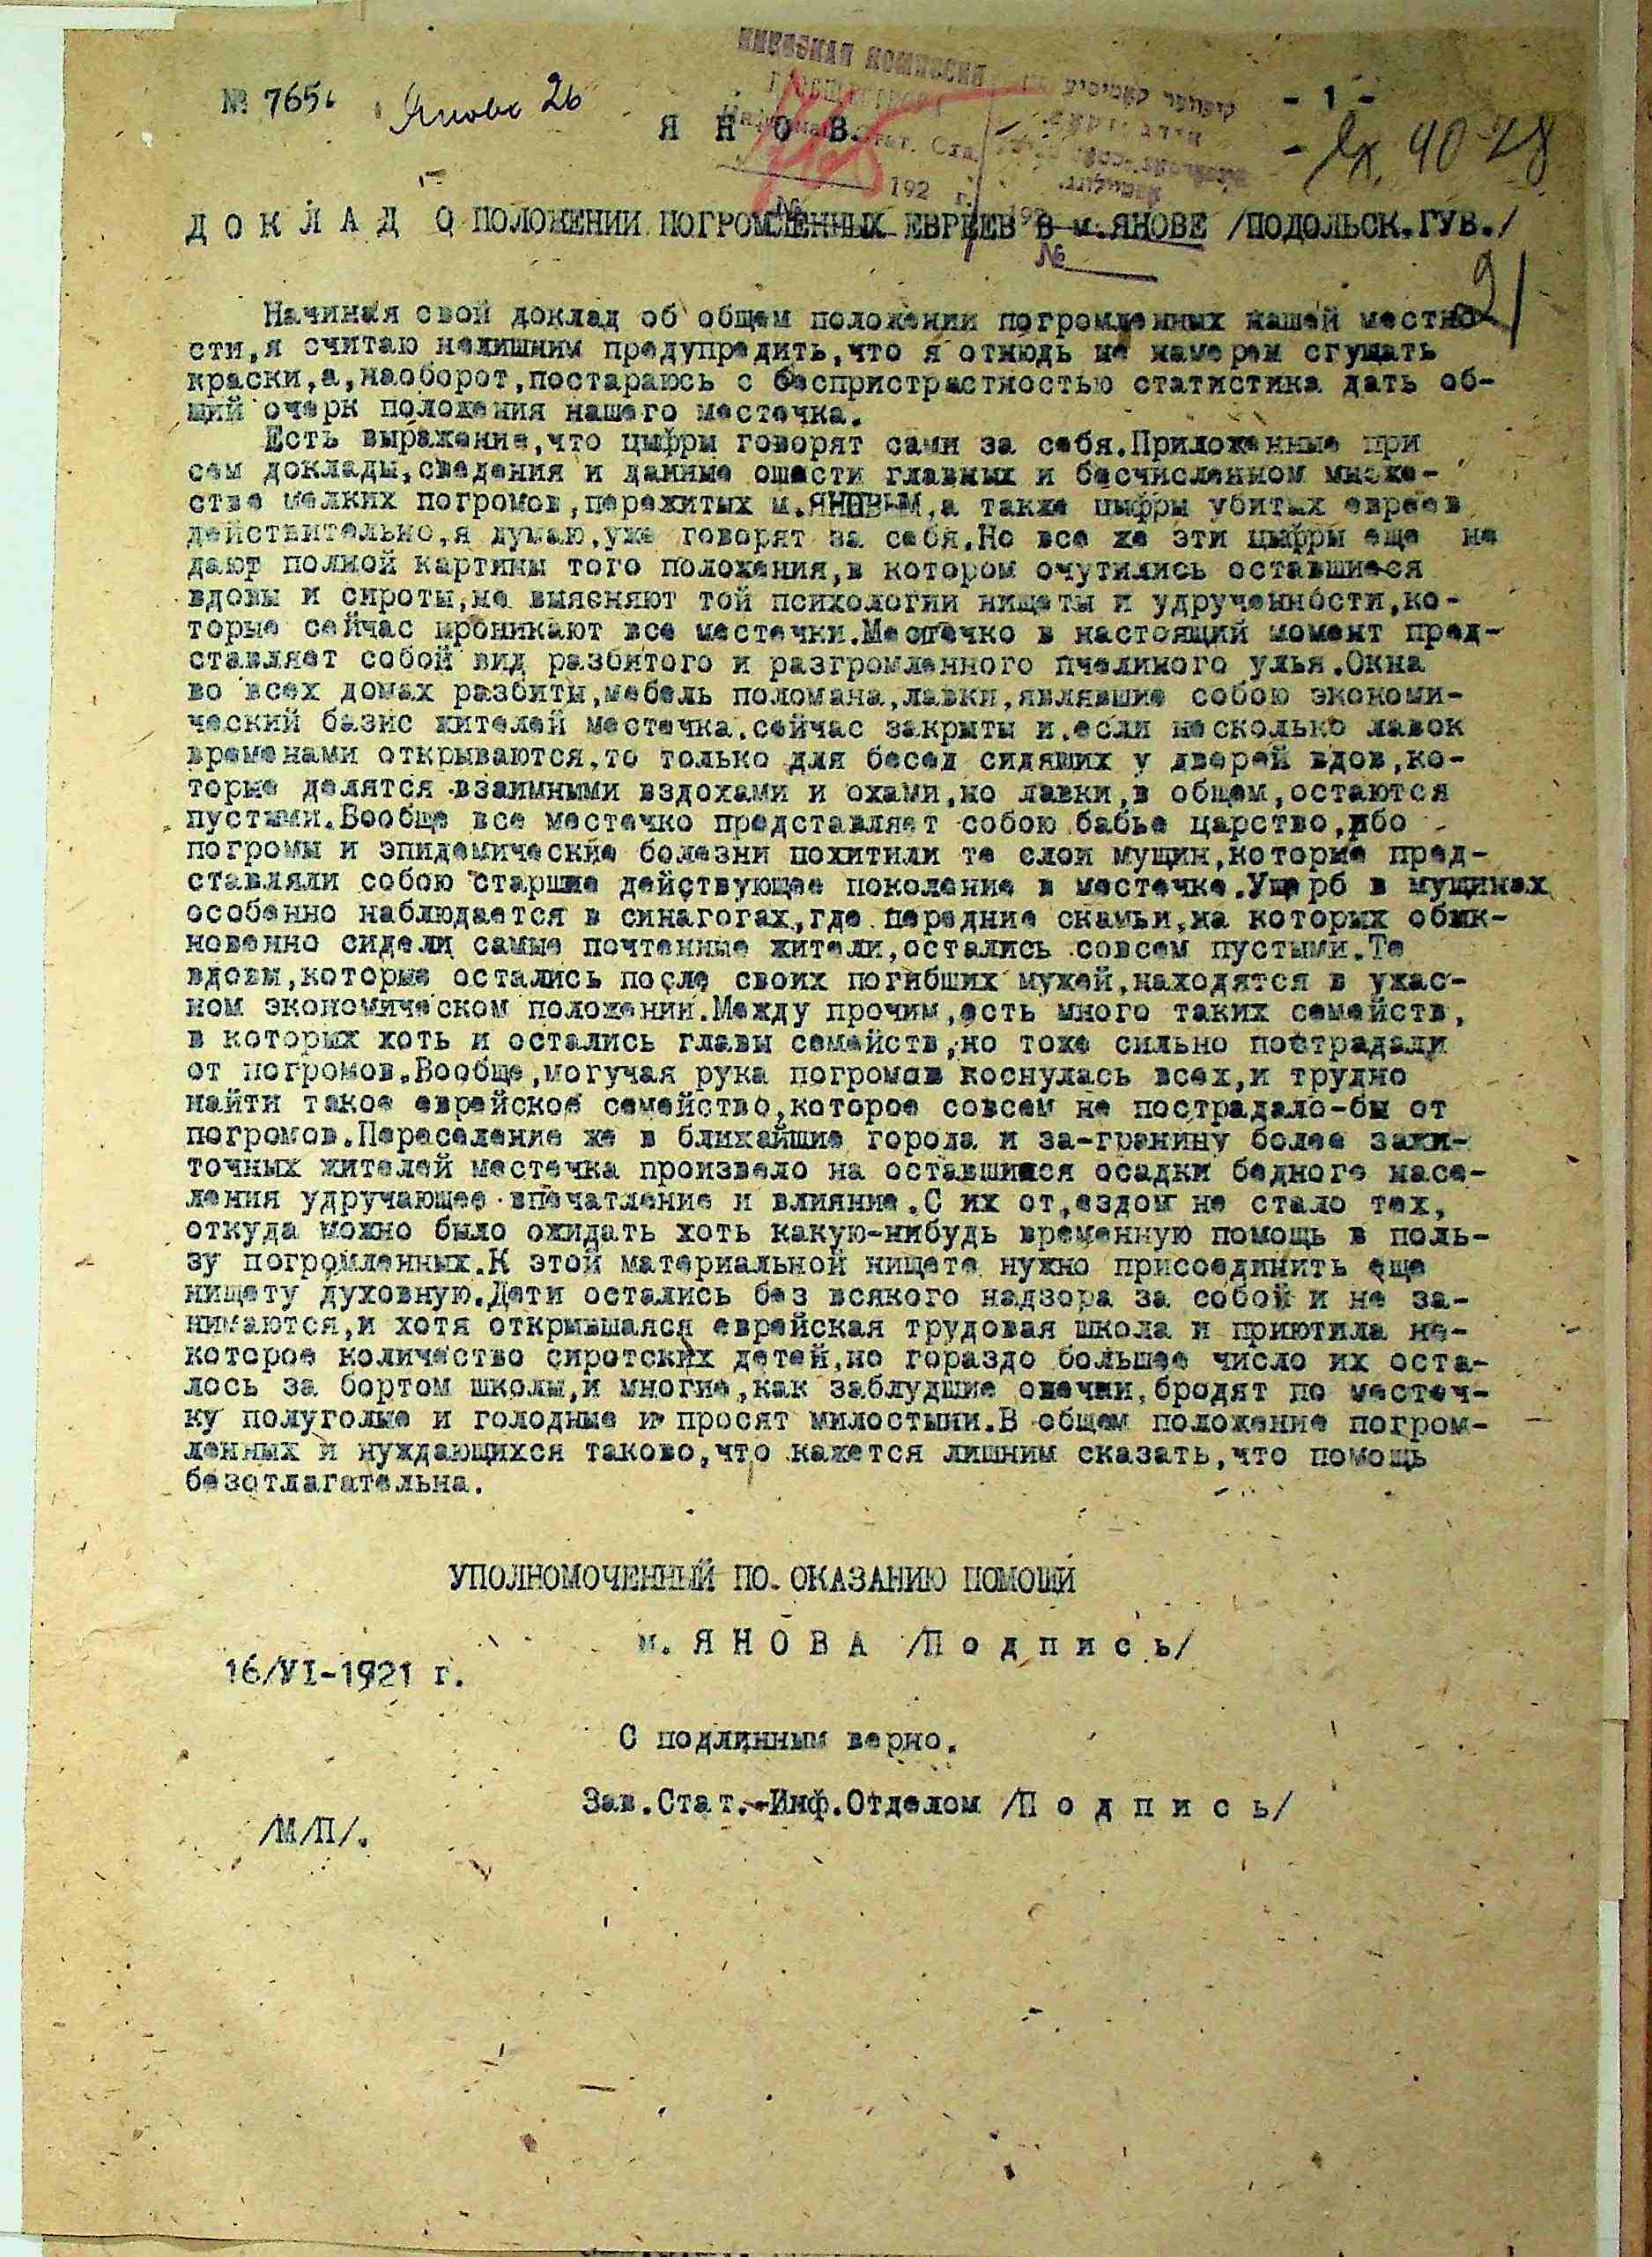 № 765.
Янов 26
- 1 -
Я Н О В.
192 г.
Д О К Л А Д О ПОЛОЖЕНИИ ПОГРОМЛЕННЫХ ЕВРЕЕВ В м.ЯНОВЕ /ПОДОЛЬСК.ГУБ./
№
21
Начиная свой доклад об общем положении погромленных нашей местно-
сти,я считаю нелишним предупредить,что я отнюдь не намерен сгущать
краски,а,наоборот,постараюсь с беспристрастностью статистика дать об-
щий очерк положения нашего местечка.
Есть выражение,что цыфры говорят сами за себя.Приложенные при
сем доклады,сведения и данные ошести главных и бесчисленном множе-
стве мелких погромов,пережитых м.ЯНОВЫМ,а также цыфры убитых евреев
действительно,я думаю,уже говорят за себя.Но все же эти цыфры еще не
дают полной картины того положения,в котором очутились оставшиеся
вдовы и сироты,не выясняют той психологии нищеты и удрученности,ко-
торые сейчас проникают все местечки.Местечко в настоящий момент пред-
ставляет собой вид разбитого и разгромленного пчелиного улья.Окна
во всех домах разбиты,мебель поломана,лавки,являвшие собою экономи-
ческий базис жителей местечка.сейчас закрыты и.если несколько лавок
временами открываются,то только для бесед сидящих у дверей вдов,ко-
торые делятся взаимными вздохами и охами,но лавки,в общем,остаются
пустыми.Вообще все местечко представляет собою бабье царство,ибо
погромы и эпидемические болезни похитили те слои мущин,которые пред-
ставляли собою старшие действующее поколение в местечке.Ущерб в мущинах
особенно наблюдается в синагогах,где передние скамьи,на которых обык-
новенно сидели самые почтенные жители,остались совсем пустыми.Те
вдовы,которые остались после своих погибших мужей,находятся в ужас-
ном экономическом положении.Между прочим,есть много таких семейств,
в которых хоть и остались главы семейств,но тоже сильно пострадали
от погромов.Вообще,могучая рука погромов коснулась всех,и трудно
найти такое еврейское семейство,которое совсем не пострадало-бы от
погромов.Переселение же в ближайшие города и за-границу более зажи-
точных жителей местечка произвело на оставшиеся осадки бедного насе-
ления удручающее впечатление и влияние.С их от,ездом не стало тех,
откуда можно было ожидать хоть какую-нибудь временную помощь в поль-
зу погромленных.К этой материальной нищете нужно присоединить еще
нищету духовную.Дети остались без всякого надзора за собой и не за-
нимаются,и хотя открывшаяся еврейская трудовая школа и приютила не-
которое количество сиротских детей,но гораздо большее число их оста-
лось за бортом школы,и многие,как заблудшие овечки,бродят по местеч-
ку полуголые и голодные и просят милостыни.В общем положение погром-
ленных и нуждающихся таково,что кажется лишним сказать,что помощь
безотлагательна.
УПОЛНОМОЧЕННЫЙ ПО ОКАЗАНИЮ ПОМОЩИ
м. Я Н О В А /П о д п и с ь/
16/VI-1921 г.
С подлинным верно.
Зав.Стат.-Инф.Отделом /П о д п и с ь/
/М/П/.